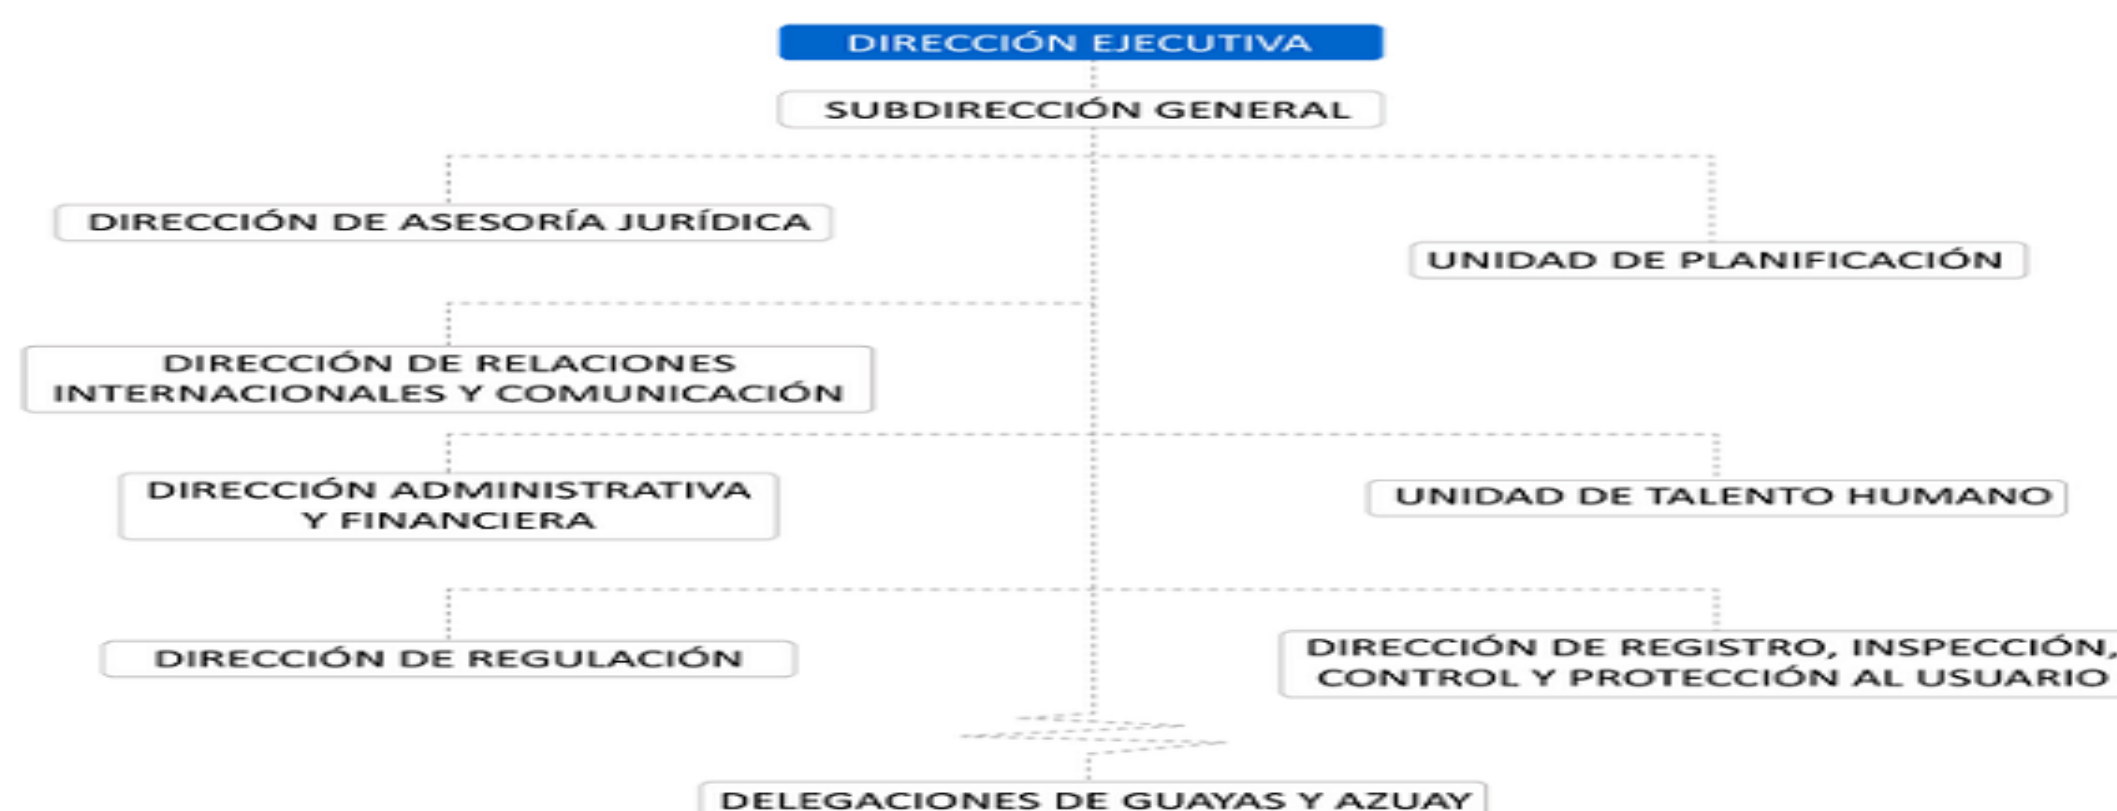 DIRECCIÓN EJECUTIVA
SUBDIRECCIÓN GENERAL
DIRECCIÓN DE ASESORÍA JURÍDICA
UNIDAD DE PLANIFICACIÓN
DIRECCIÓN DE RELACIONES
INTERNACIONALES Y COMUNICACIÓN
DIRECCIÓN ADMINISTRATIVA
Y FINANCIERA
UNIDAD DE TALENTO HUMANO
DIRECCIÓN DE REGULACIÓN
DIRECCIÓN DE REGISTRO, INSPECCIÓN,
CONTROL Y PROTECCIÓN AL USUARIO
DELEGACIONES DE GUAYAS Y AZUAY